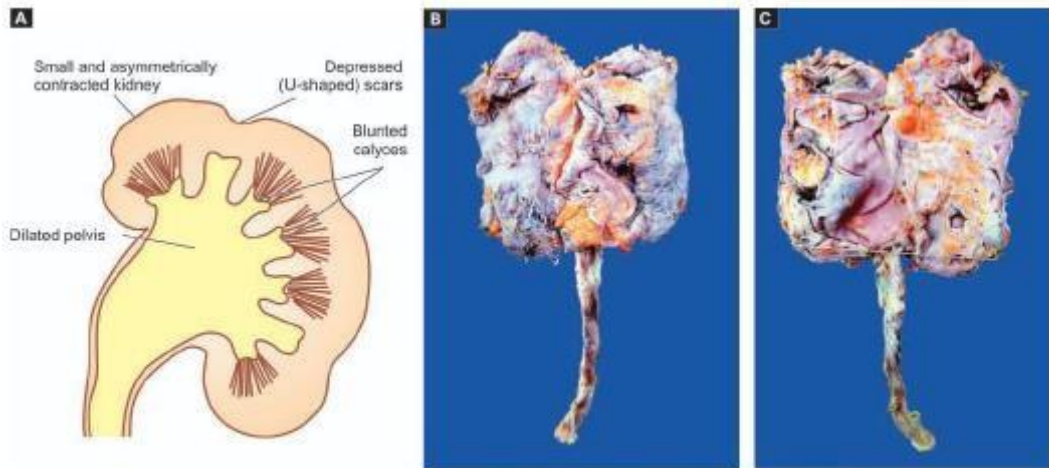 A
Small and asymmetrically
contracted kidney
Depressed
(U-shaped) scars
Blunted
calyces
Dilated pelvis
B
C